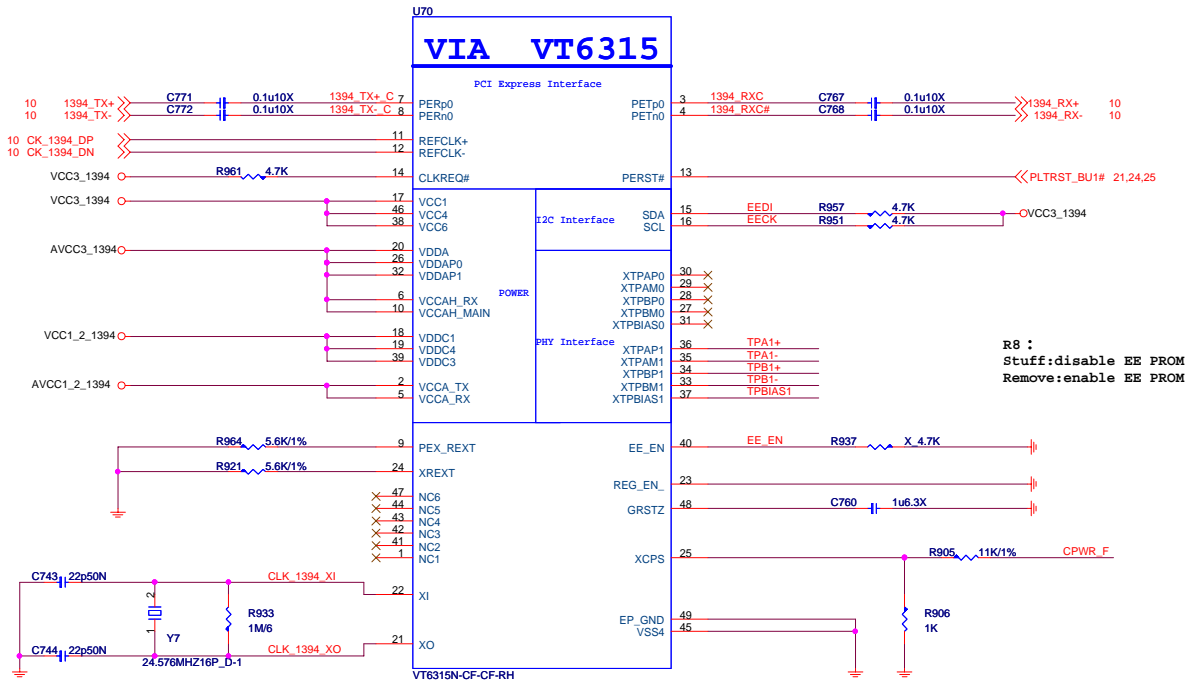 U70
VIA VT6315
PCI Express Interface
10 1394_TX+ C771 0.1u10X 1394_TX+_C 7 PERp0
10 1394_TX- C772 0.1u10X 1394_TX-_C 8 PERn0
PETp0 3 1394_RXC C767 0.1u10X 1394_RX+ 10
PETn0 4 1394_RXC# C768 0.1u10X 1394_RX- 10
10 CK_1394_DP 11 REFCLK+
10 CK_1394_DN 12 REFCLK-
VCC3_1394 R961 4.7K 14 CLKREQ#
PERST# 13 PLTRST_BU1# 21,24,25
VCC3_1394 17 VCC1
46 VCC4
38 VCC6
I2C Interface
SDA 15 EEDI R957 4.7K VCC3_1394
SCL 16 EECK R951 4.7K
AVCC3_1394 20 VDDA
26 VDDAP0
32 VDDAP1
6 VCCAH_RX
10 VCCAH_MAIN
POWER
XTPAP0 30
XTPAM0 29
XTPBP0 28
XTPBM0 27
XTPBIAS0 31
VCC1_2_1394 18 VDDC1
19 VDDC4
39 VDDC3
PHY Interface
XTPAP1 36 TPA1+
XTPAM1 35 TPA1-
XTPBP1 34 TPB1+
XTPBM1 33 TPB1-
XTPBIAS1 37 TPBIAS1
R8:
Stuff:disable EE PROM
Remove:enable EE PROM
AVCC1_2_1394 2 VCCA_TX
5 VCCA_RX
R964 5.6K/1% 9 PEX_REXT
R921 5.6K/1% 24 XREXT
EE_EN 40 EE_EN R937 X_4.7K
REG_EN_ 23
GRSTZ 48 C760 1u6.3X
47 NC6
44 NC5
43 NC4
42 NC3
41 NC2
1 NC1
XCPS 25 R905 11K/1% CPWR_F
R906
1K
C743 22p50N CLK_1394_XI 22 XI
2
1
Y7
24.576MHZ16P_D-1
R933
1M/6
C744 22p50N CLK_1394_XO 21 XO
EP_GND 49
VSS4 45
VT6315N-CF-CF-RH